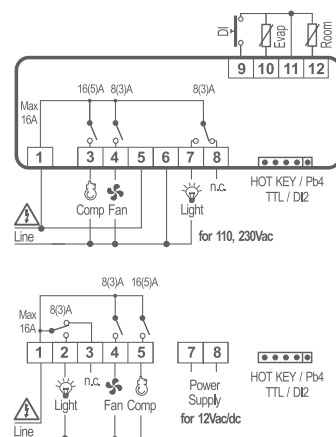 DI
Evap
Room
9 10 11 12
16(5)A 8(3)A 8(3)A
Max
16A
1 3 4 5 6 7 8
Comp Fan
Light
n.c.
HOT KEY / Pb4
TTL / DI2
Line
for 110, 230Vac
8(3)A 16(5)A
8(3)A
Max
16A
1 2 3 4 5 7 8
n.c.
Light
Fan Comp
Power
Supply
for 12Vac/dc
HOT KEY / Pb4
TTL / DI2
Line